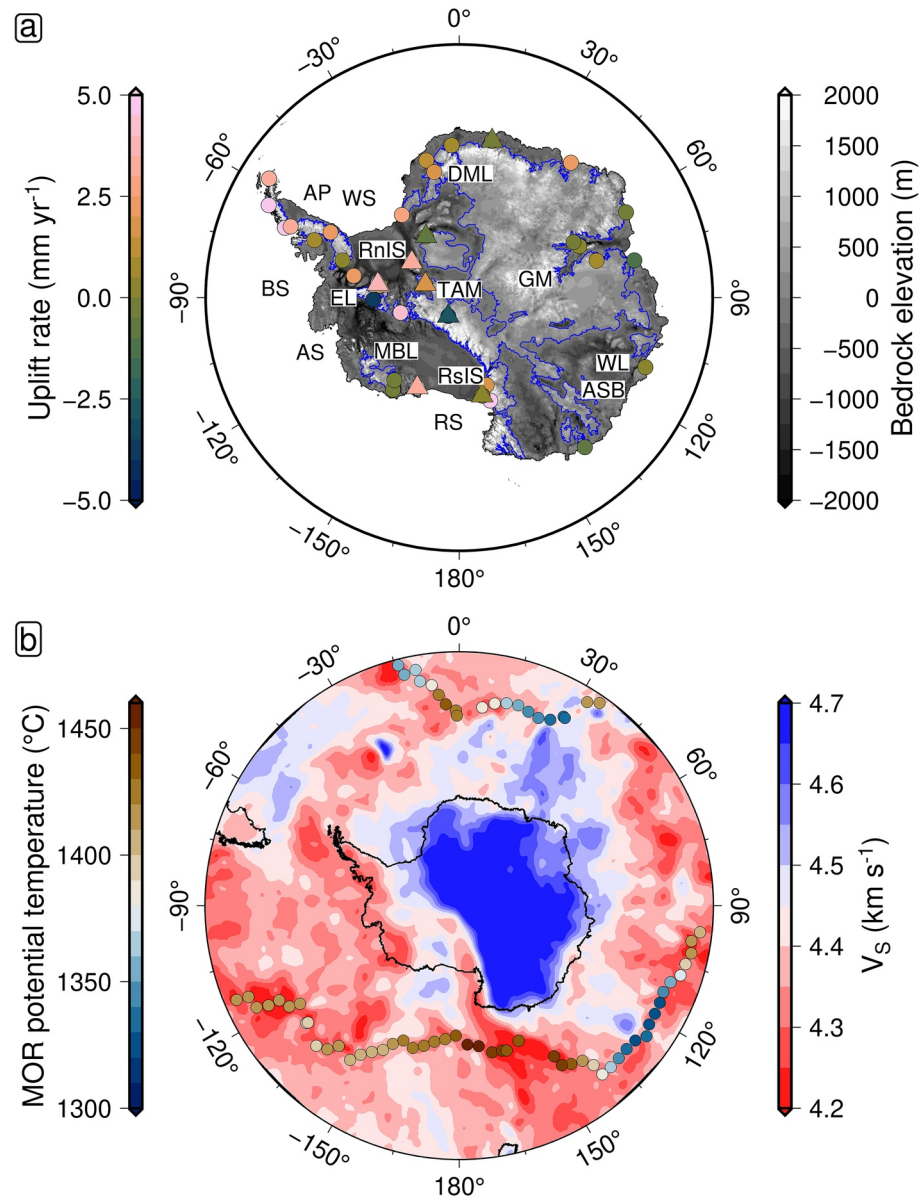 a
0°
−30°
30°
−60°
60°
−90°
90°
−120°
120°
−150°
150°
180°
5.0
2.5
0.0
−2.5
−5.0
Uplift rate (mm yr⁻¹)
2000
1500
1000
500
0
−500
−1000
−1500
−2000
Bedrock elevation (m)
AP
WS
DML
RnIS
BS
EL
TAM
GM
AS
MBL
RsIS
WL
ASB
RS
b
0°
−30°
30°
−60°
60°
−90°
90°
−120°
120°
−150°
150°
180°
1450
1400
1350
1300
MOR potential temperature (°C)
4.7
4.6
4.5
4.4
4.3
4.2
V_S (km s⁻¹)